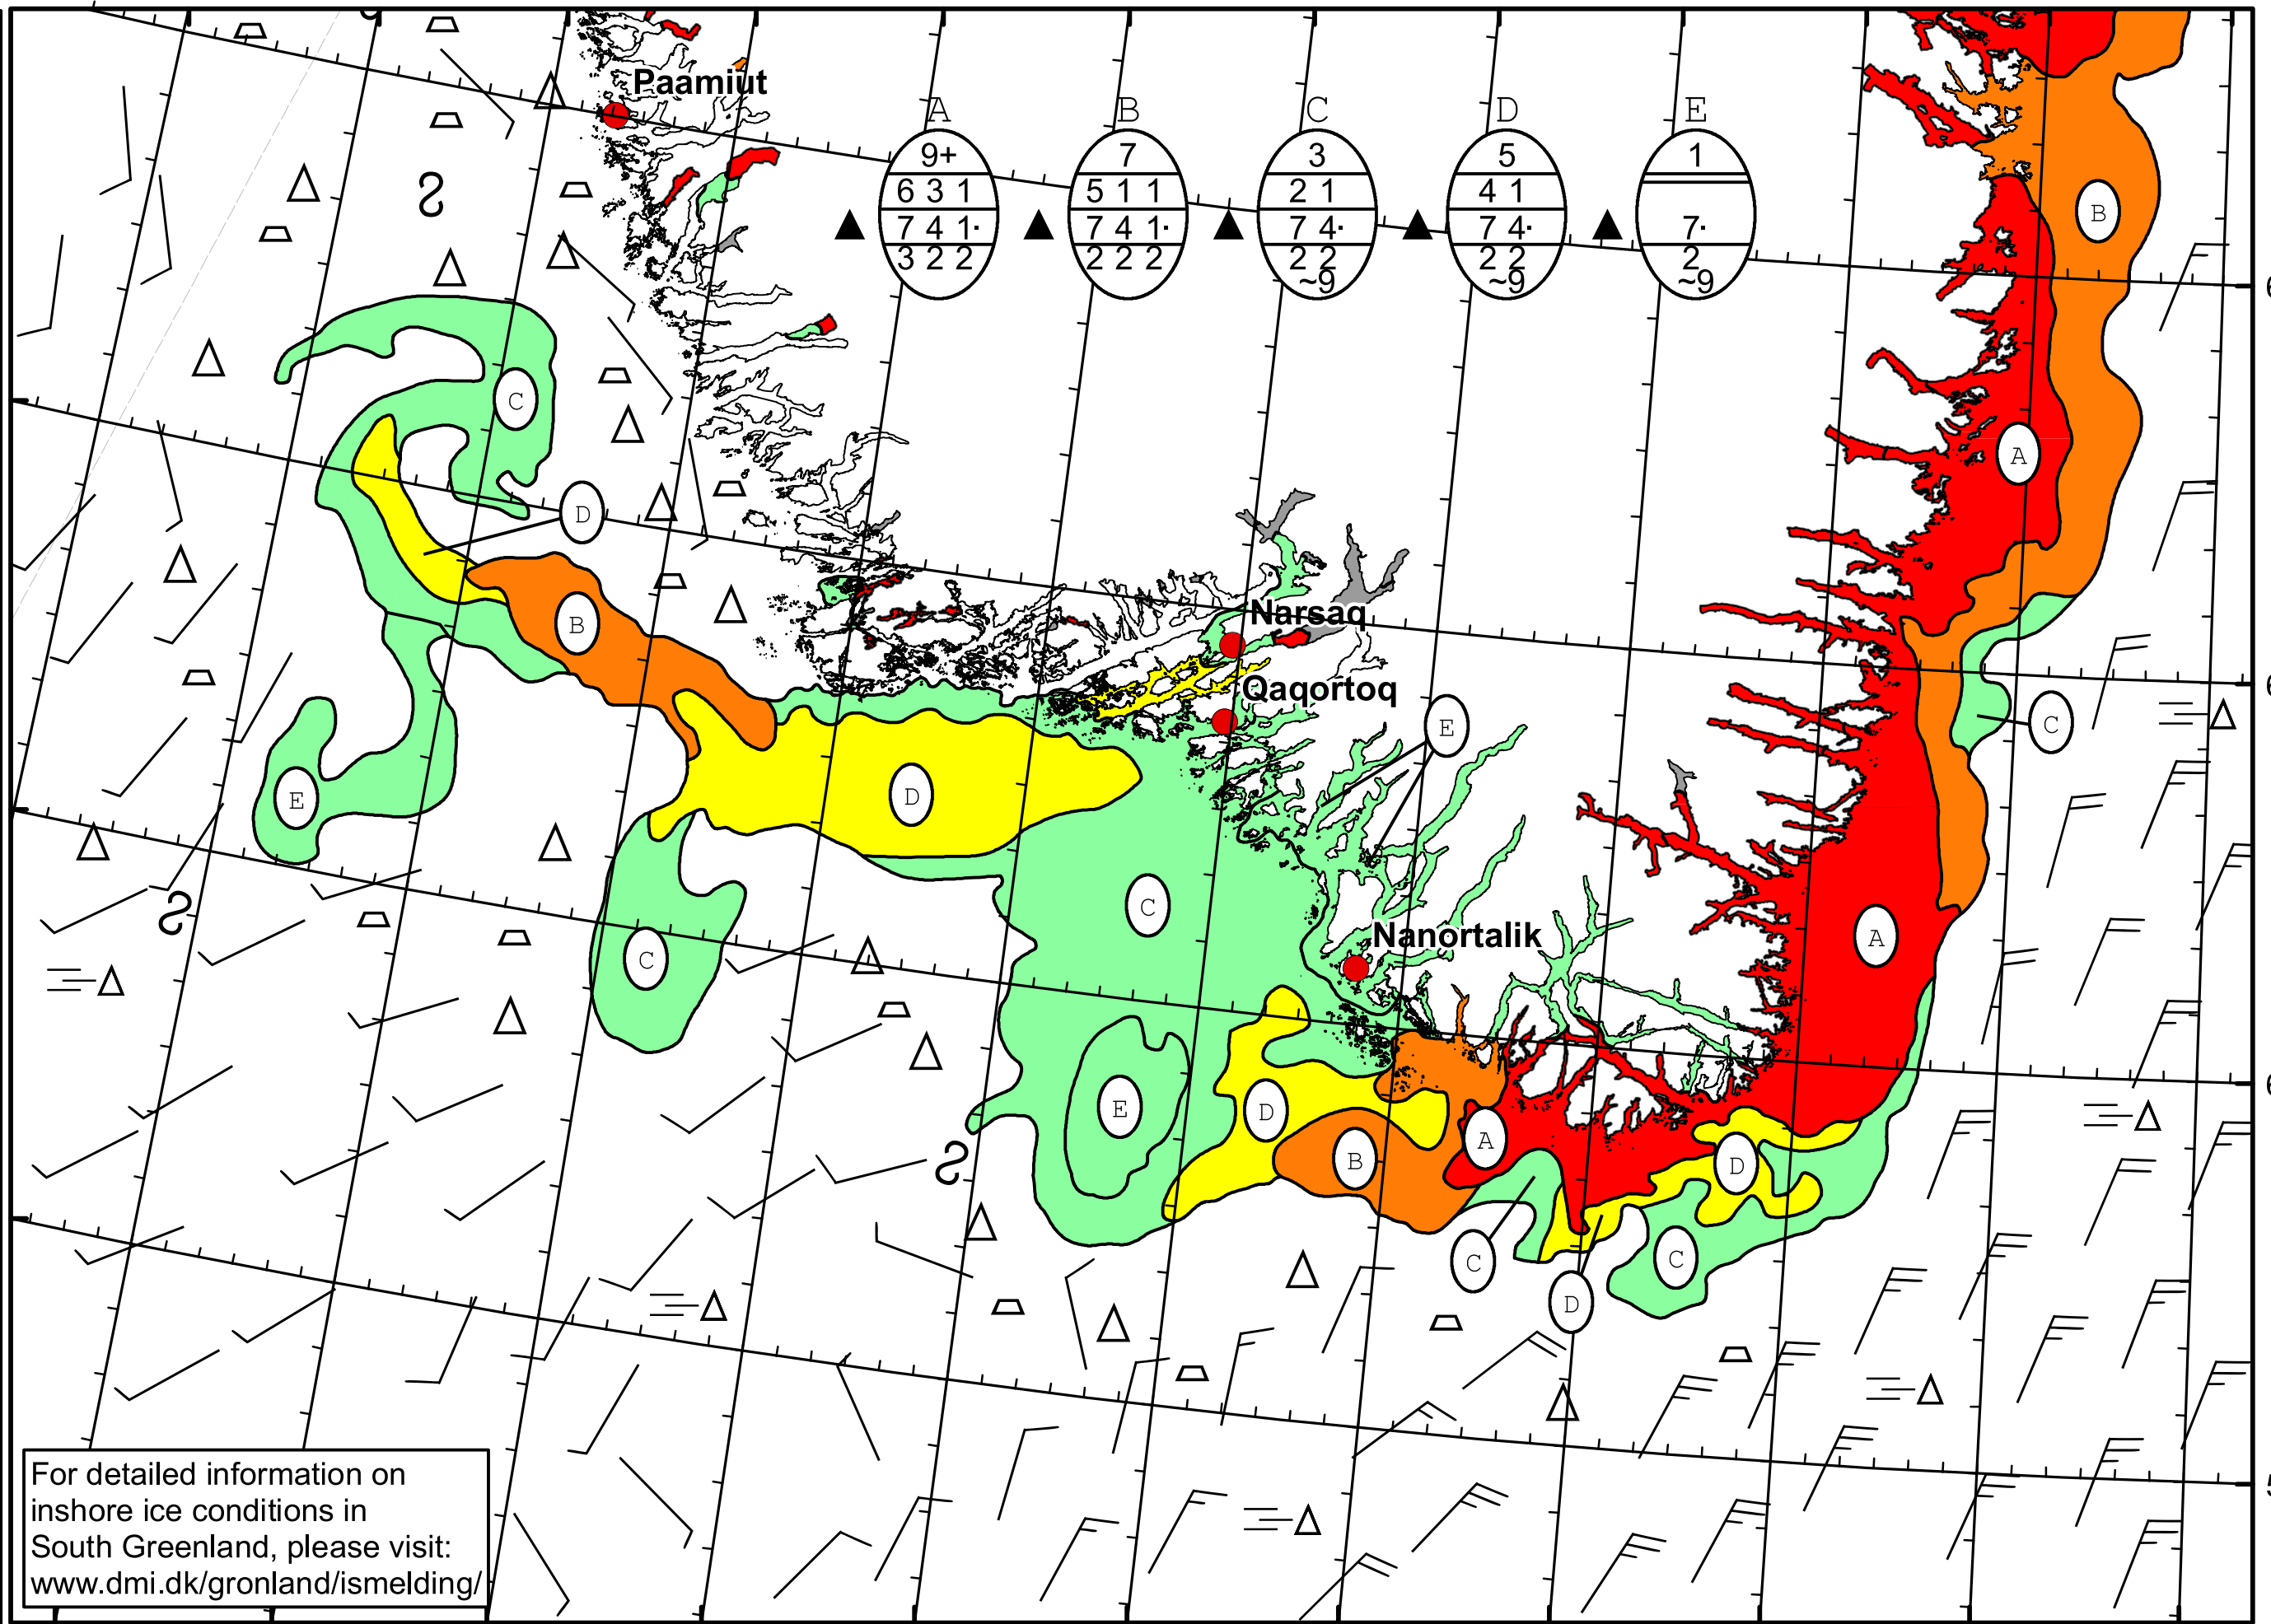 Paamiut
A B C D E
9+ 7 3 5 1
6 3 1 5 1 1 2 1 4 1
7 4 1· 7 4 1· 7 4· 7 4· 7·
3 2 2 2 2 2 2 2 2 2 2
~9 ~9 ~9
B
C
A
D
Narsaq
B
Qaqortoq
E
C
D
E
C
A
Nanortalik
C
E
D
A
B
D
C
C
D
For detailed information on
inshore ice conditions in
South Greenland, please visit:
www.dmi.dk/gronland/ismelding/